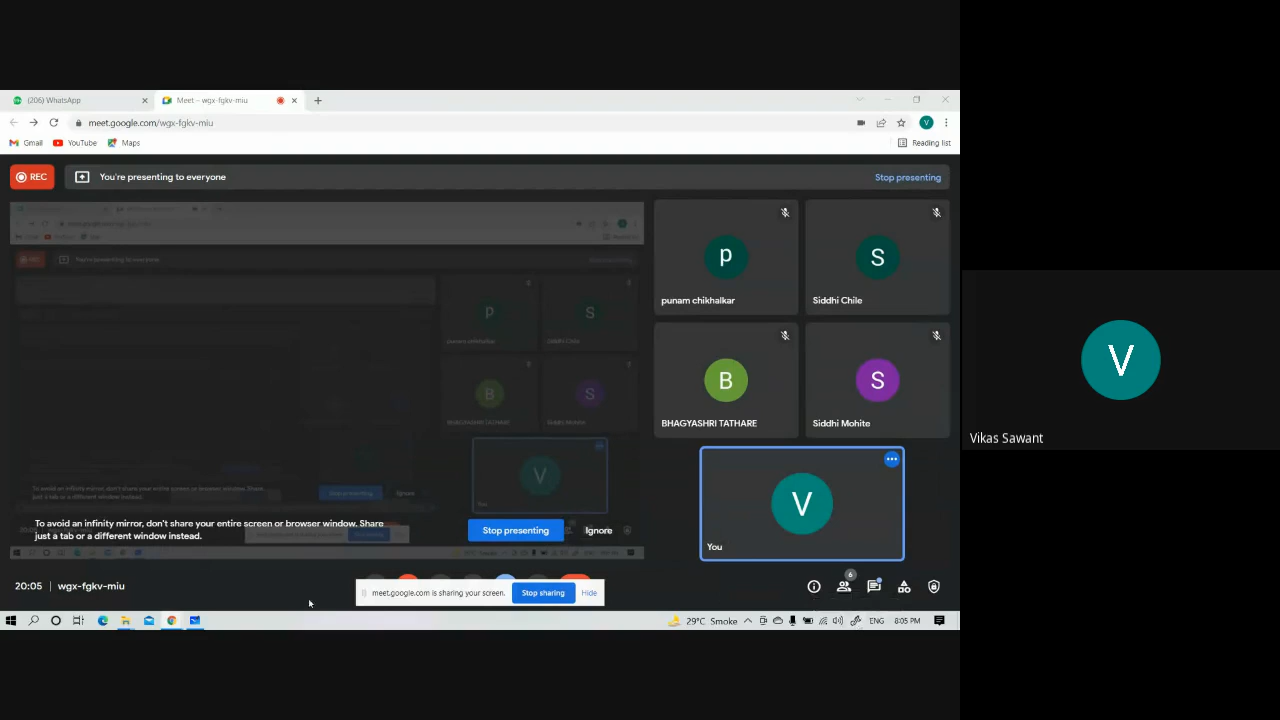 (206) WhatsApp
Meet – wgx-fgkv-miu
meet.google.com/wgx-fgkv-miu
V
Gmail
YouTube
Maps
Reading list
REC
You're presenting to everyone
Stop presenting
p
punam chikhalkar
S
Siddhi Chile
B
BHAGYASHRI TATHARE
S
Siddhi Mohite
V
You
P
S
B
S
BHAGYASHRI TATHARE
V
To avoid an infinity mirror, don't share your entire screen or browser window. Share
just a tab or a different window instead.
Stop presenting
Ignore
20:05 | wgx-fgkv-miu
meet.google.com is sharing your screen.
Stop sharing
Hide
6
29°C Smoke
ENG
8:05 PM
V
Vikas Sawant